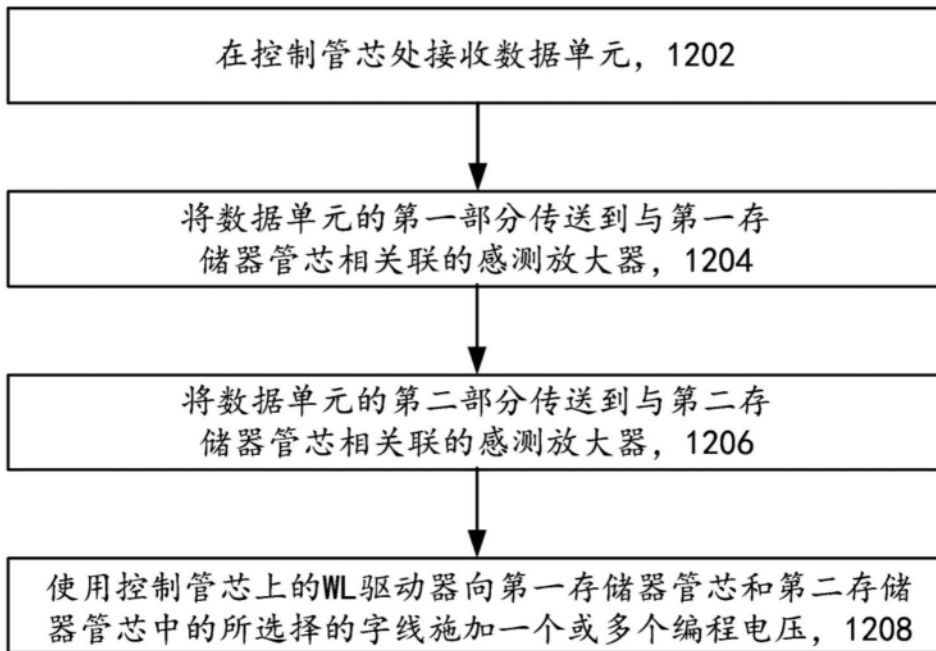 在控制管芯处接收数据单元，1202
将数据单元的第一部分传送到与第一存
储器管芯相关联的感测放大器，1204
将数据单元的第二部分传送到与第二存
储器管芯相关联的感测放大器，1206
使用控制管芯上的WL驱动器向第一存储器管芯和第二存储
器管芯中的所选择的字线施加一个或多个编程电压，1208